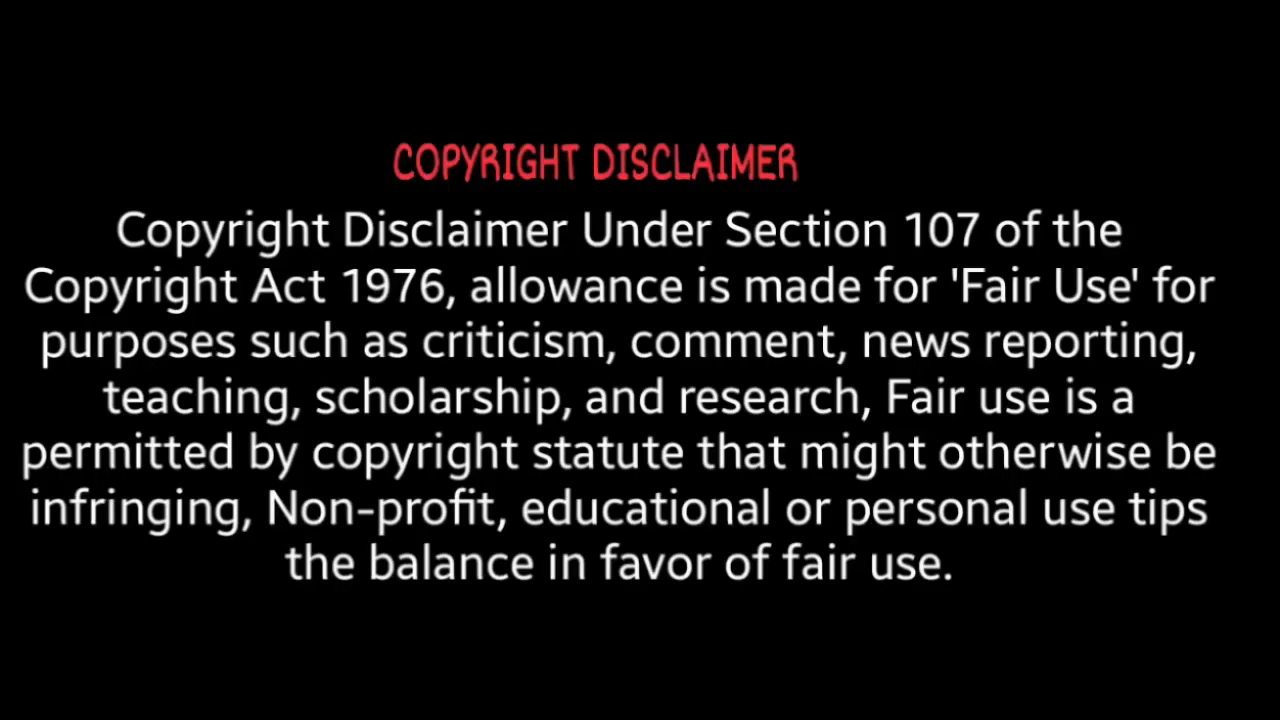 COPYRIGHT DISCLAIMER
Copyright Disclaimer Under Section 107 of the
Copyright Act 1976, allowance is made for 'Fair Use' for
purposes such as criticism, comment, news reporting,
teaching, scholarship, and research, Fair use is a
permitted by copyright statute that might otherwise be
infringing, Non-profit, educational or personal use tips
the balance in favor of fair use.